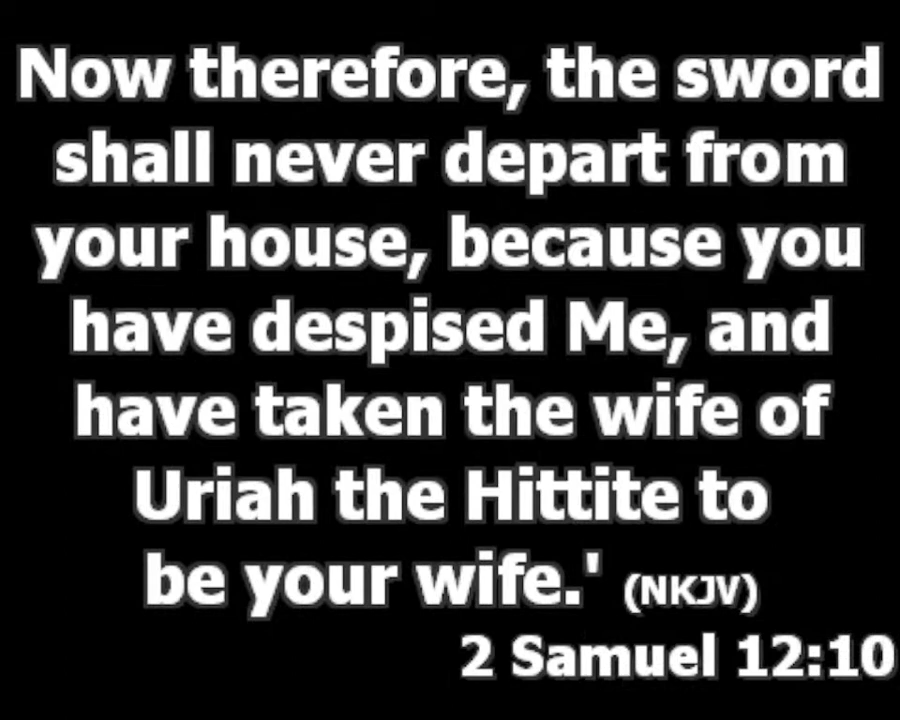 Now therefore, the sword
shall never depart from
your house, because you
have despised Me, and
have taken the wife of
Uriah the Hittite to
be your wife.' (NKJV)
2 Samuel 12:10